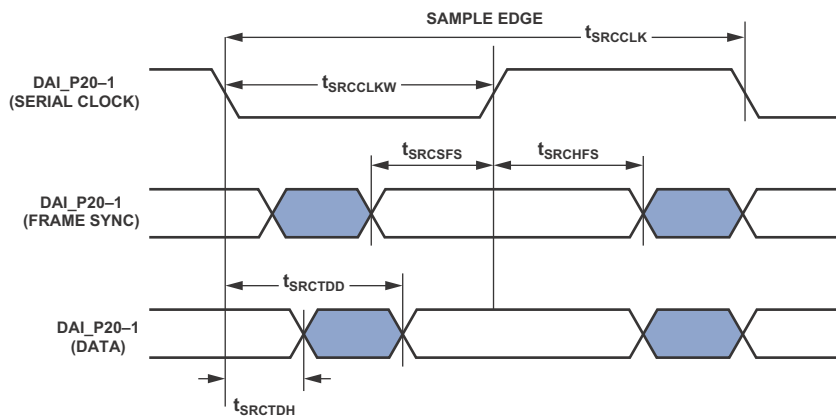 SAMPLE EDGE
tSRCCLK
DAI_P20–1
(SERIAL CLOCK)
tSRCCLKW
tSRCSFS
tSRCHFS
DAI_P20–1
(FRAME SYNC)
tSRCTDD
DAI_P20–1
(DATA)
tSRCTDH